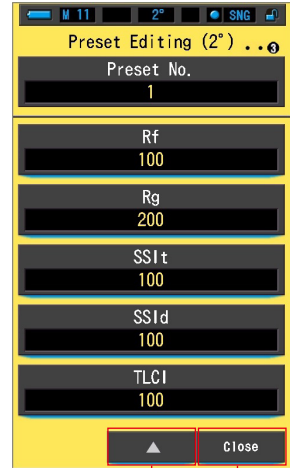 M 11 2° SNG
Preset Editing (2°) ..❸
Preset No.
1
Rf
100
Rg
200
SSIt
100
SSId
100
TLCI
100
▲ Close